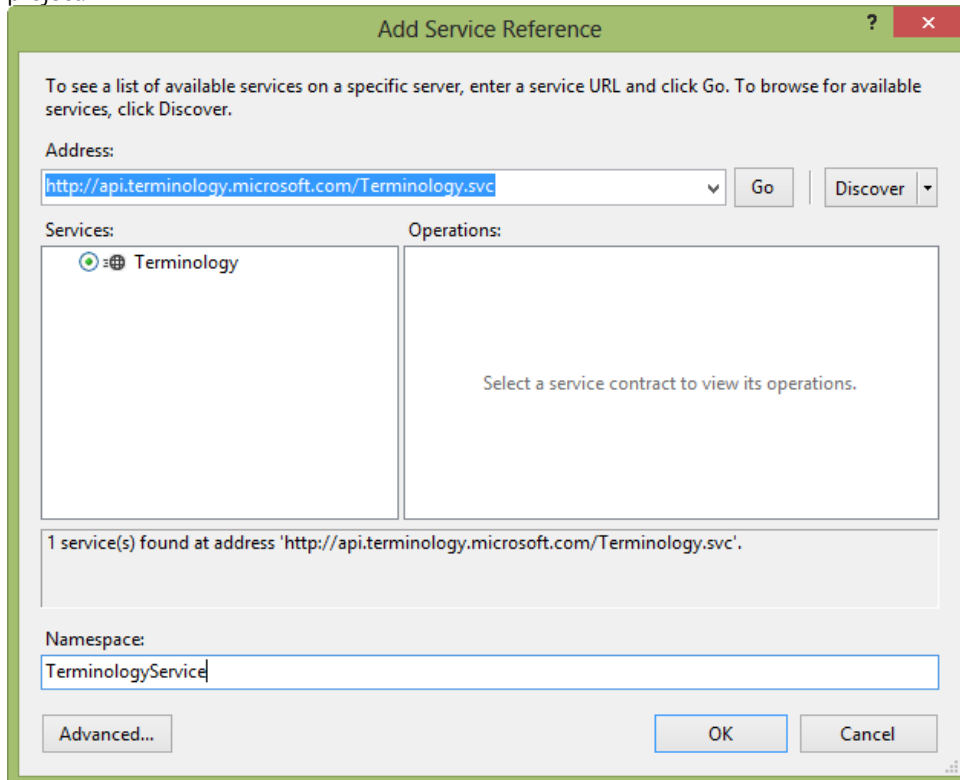 Add Service Reference
?
To see a list of available services on a specific server, enter a service URL and click Go. To browse for available
services, click Discover.
Address:
http://api.terminology.microsoft.com/Terminology.svc
Go
Discover
Services:
Operations:
Terminology
Select a service contract to view its operations.
1 service(s) found at address 'http://api.terminology.microsoft.com/Terminology.svc'.
Namespace:
TerminologyService
Advanced...
OK
Cancel